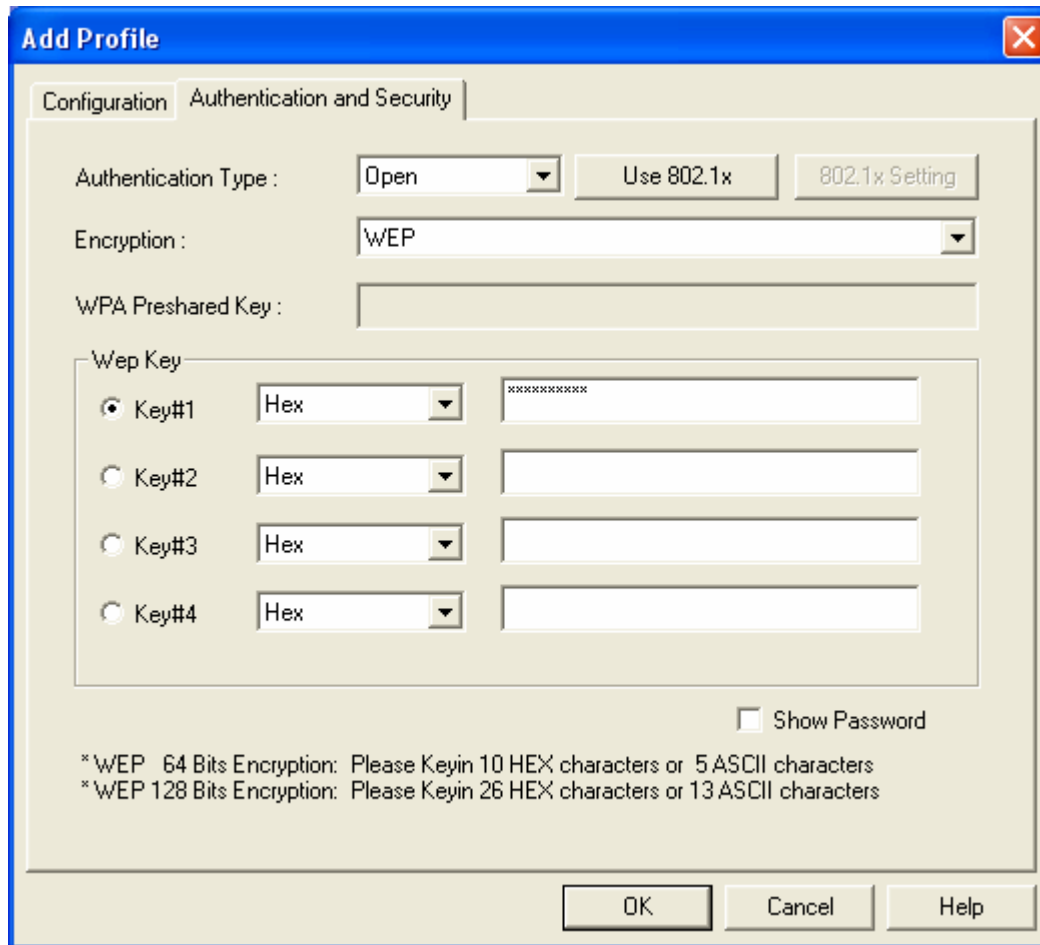 Add Profile
Configuration Authentication and Security
Authentication Type : Open Use 802.1x 802.1x Setting
Encryption : WEP
WPA Preshared Key :
Wep Key
Key#1 Hex **********
Key#2 Hex
Key#3 Hex
Key#4 Hex
Show Password
* WEP 64 Bits Encryption: Please Keyin 10 HEX characters or 5 ASCII characters
* WEP 128 Bits Encryption: Please Keyin 26 HEX characters or 13 ASCII characters
OK Cancel Help